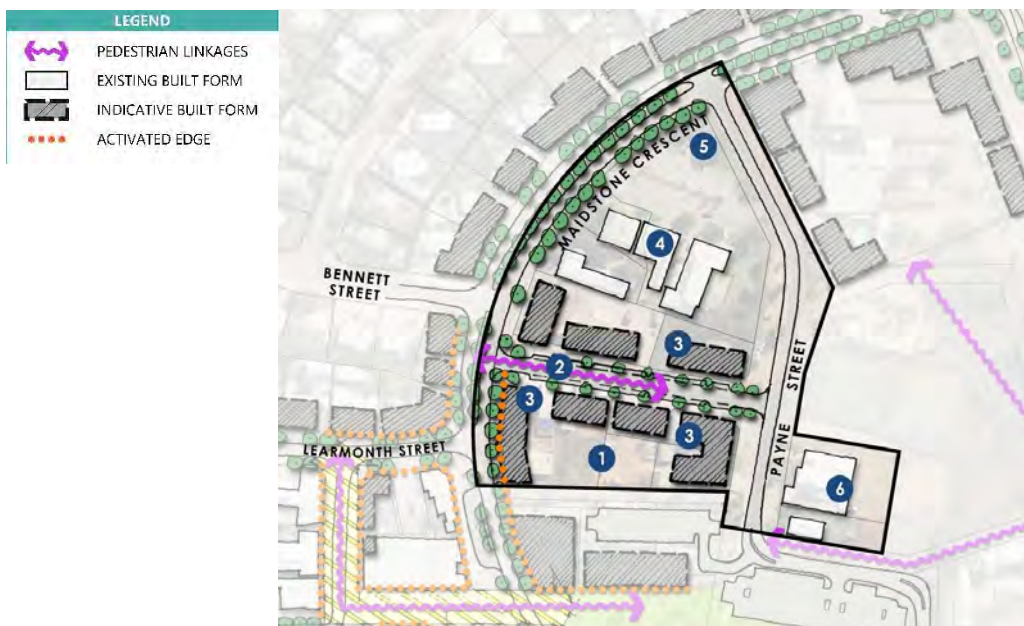 LEGEND
PEDESTRIAN LINKAGES
EXISTING BUILT FORM
INDICATIVE BUILT FORM
ACTIVATED EDGE
MAIDSTONE CRESCENT
5
4
BENNETT
STREET
3
2
3
PAYNE STREET
LEARMONTH STREET
3
1
6